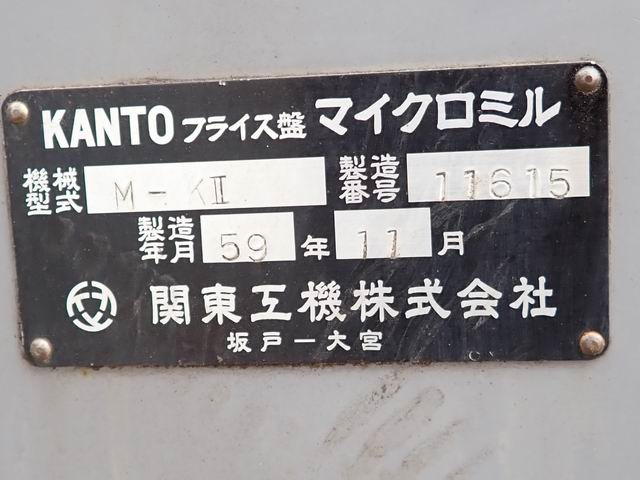 KANTO フライス盤 マイクロミル
機械型式 M-KII 製造番号 11615
製造年月 59 年 11 月
関東工機株式会社
坂戸一大宮